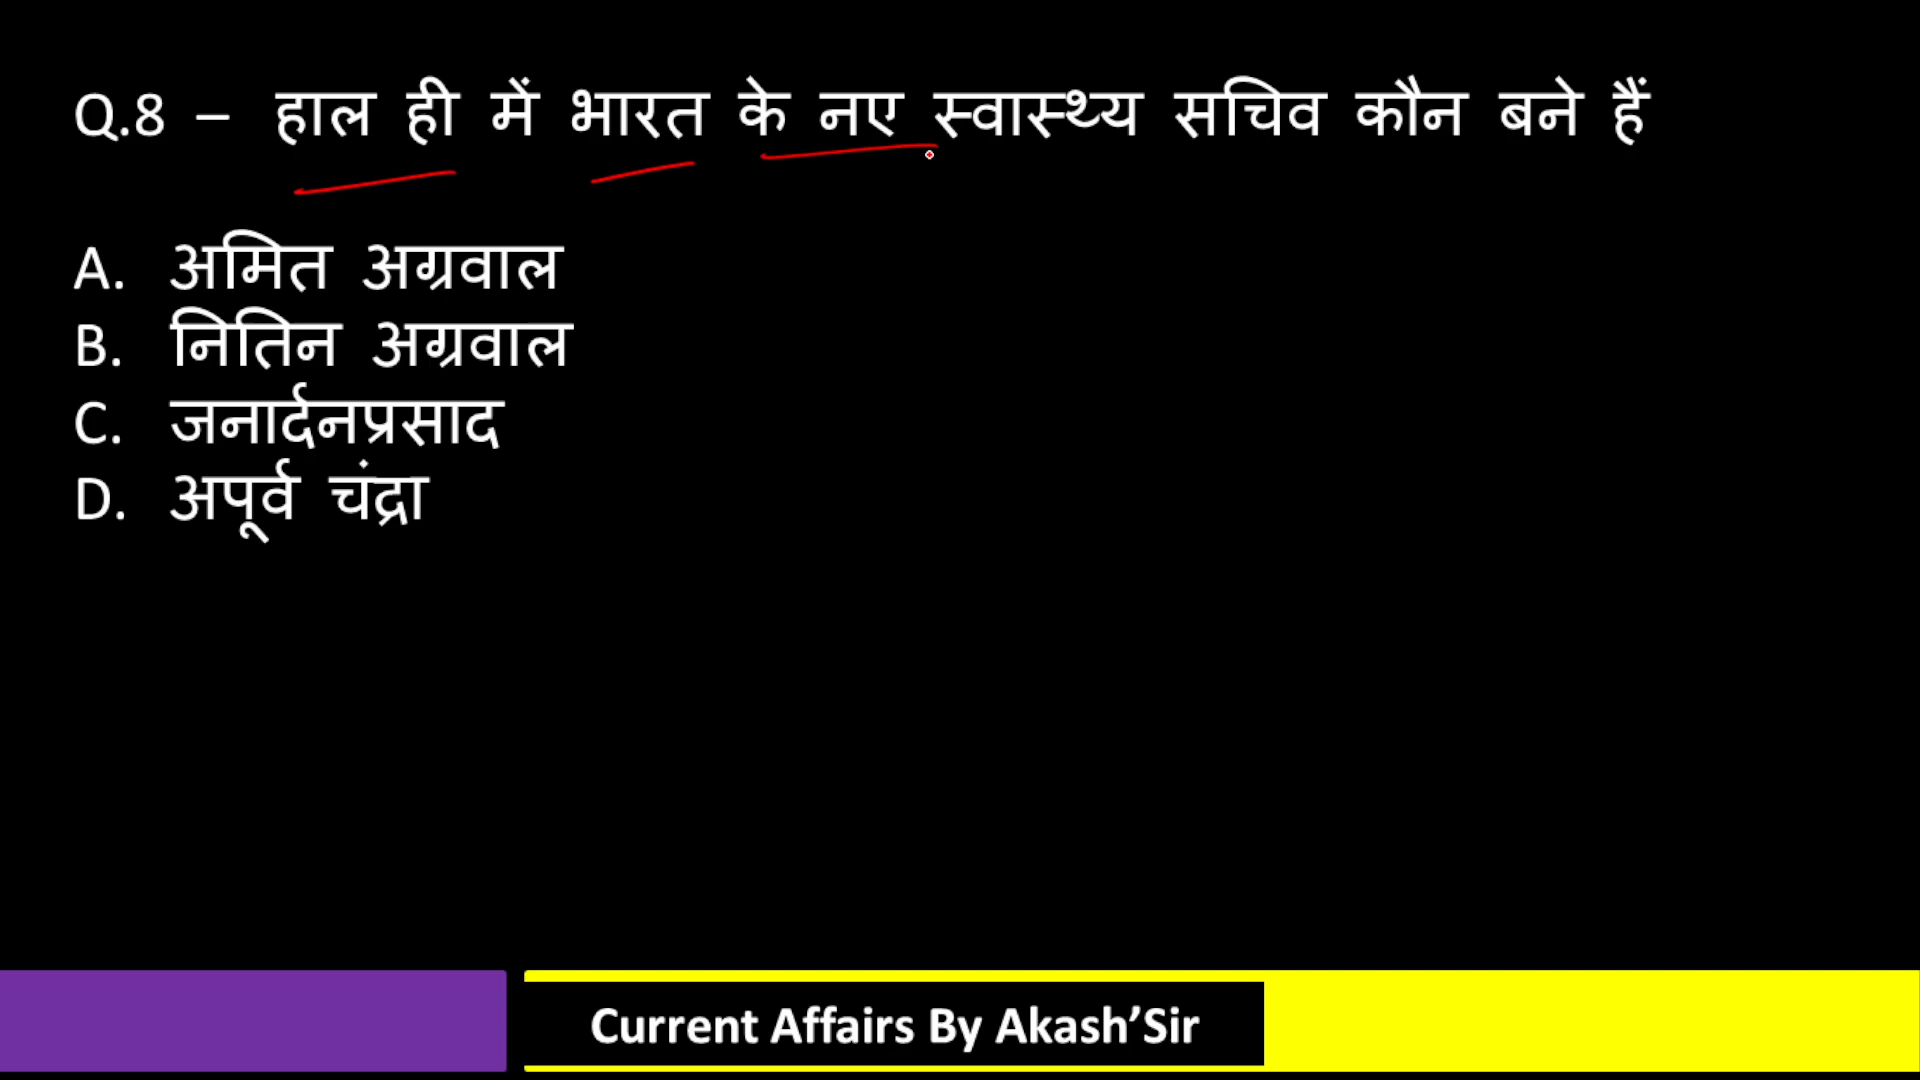 Q.8 – हाल ही में भारत के नए स्वास्थ्य सचिव कौन बने हैं
A. अमित अग्रवाल
B. नितिन अग्रवाल
C. जनार्दनप्रसाद
D. अपूर्व चंद्रा
Current Affairs By Akash’Sir